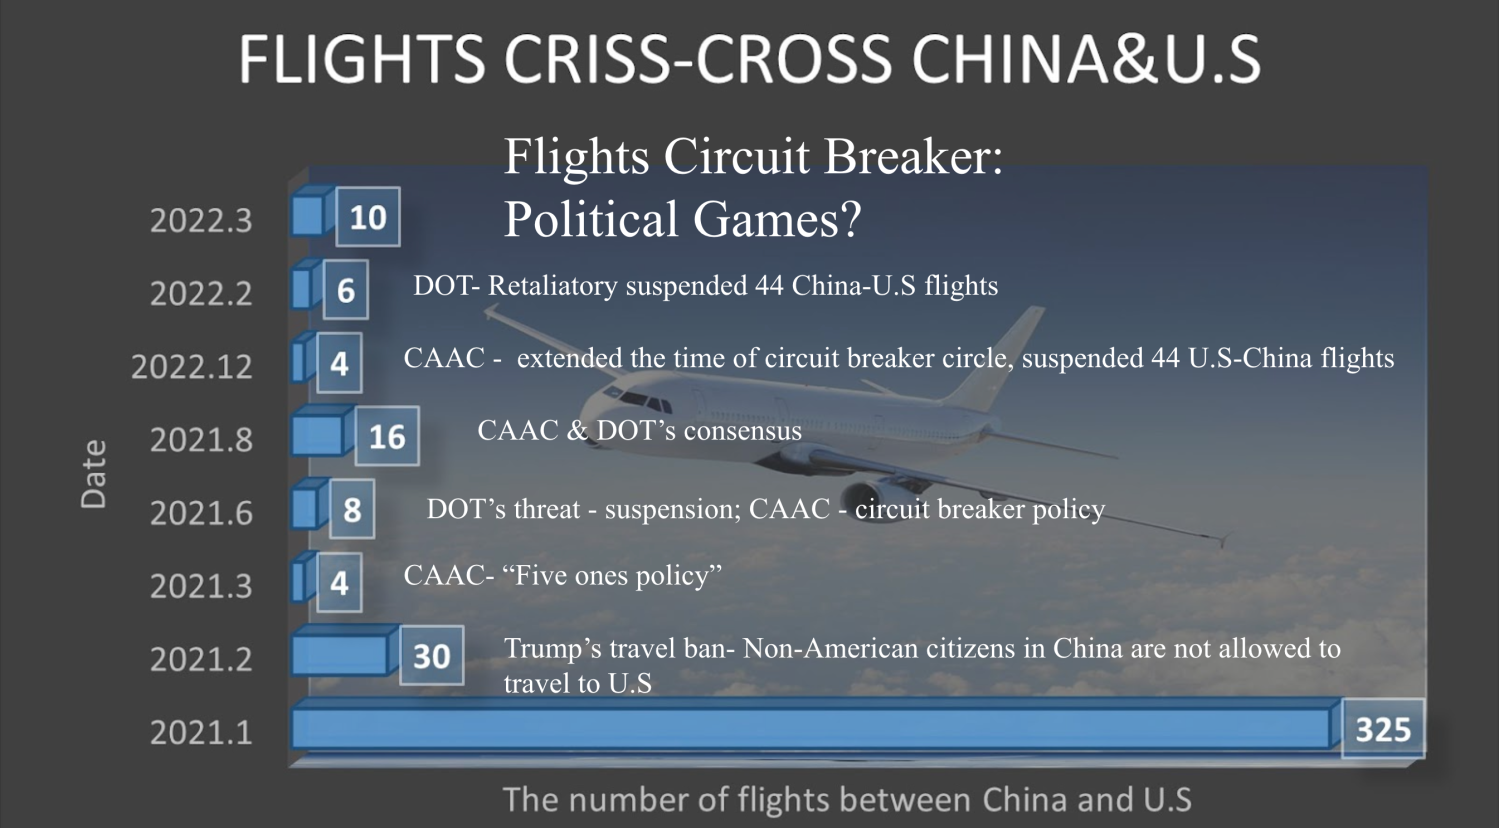 FLIGHTS CRISS-CROSS CHINA&U.S
Flights Circuit Breaker:
Political Games?
2022.3
10
2022.2
6
DOT- Retaliatory suspended 44 China-U.S flights
2022.12
4
CAAC -  extended the time of circuit breaker circle, suspended 44 U.S-China flights
2021.8
16
CAAC & DOT’s consensus
Date
2021.6
8
DOT’s threat - suspension; CAAC - circuit breaker policy
2021.3
4
CAAC- “Five ones policy”
2021.2
30
Trump’s travel ban- Non-American citizens in China are not allowed to
travel to U.S
2021.1
325
The number of flights between China and U.S